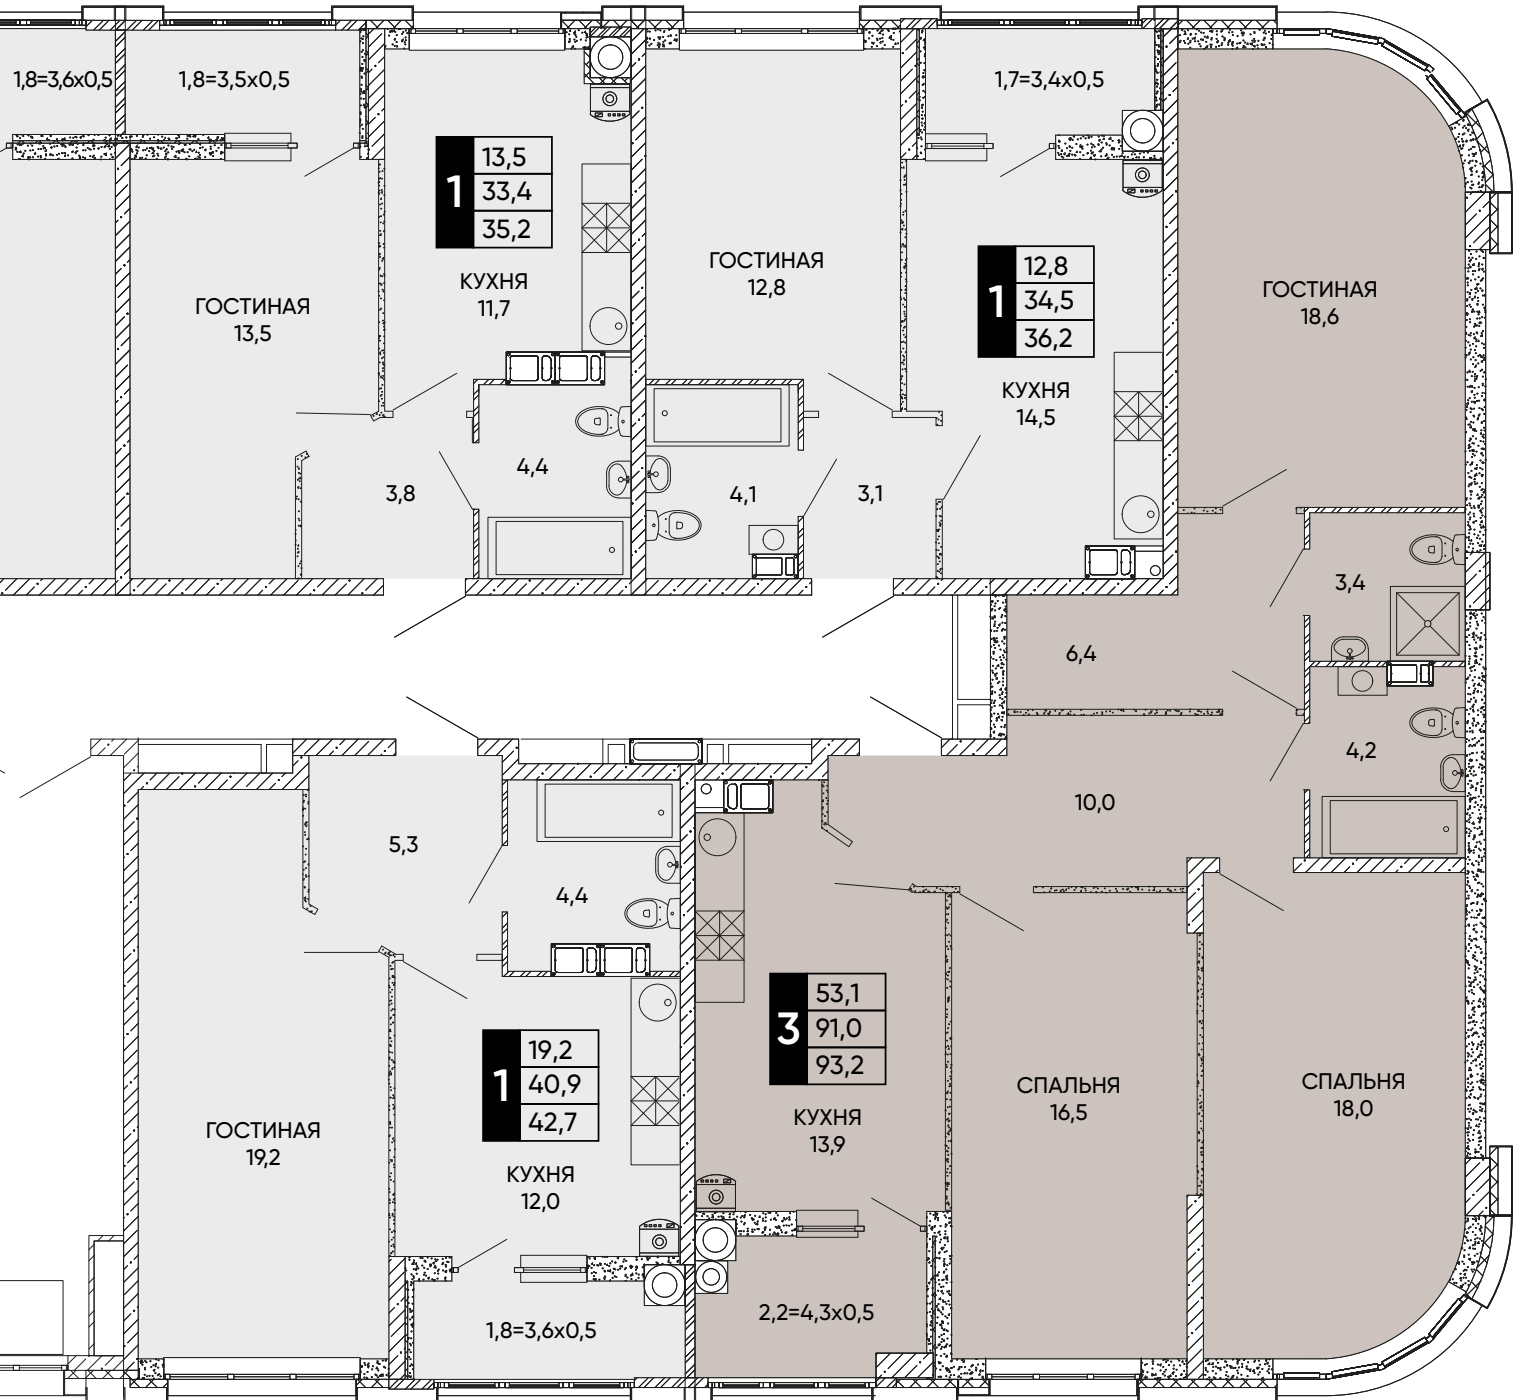 1,8=3,6x0,5
1,8=3,5x0,5
1,7=3,4x0,5
1
13,5
33,4
35,2
КУХНЯ
11,7
ГОСТИНАЯ
13,5
ГОСТИНАЯ
12,8
1
12,8
34,5
36,2
КУХНЯ
14,5
ГОСТИНАЯ
18,6
4,4
3,8
4,1
3,1
3,4
6,4
4,2
10,0
5,3
4,4
1
19,2
40,9
42,7
ГОСТИНАЯ
19,2
КУХНЯ
12,0
3
53,1
91,0
93,2
КУХНЯ
13,9
СПАЛЬНЯ
16,5
СПАЛЬНЯ
18,0
1,8=3,6x0,5
2,2=4,3x0,5